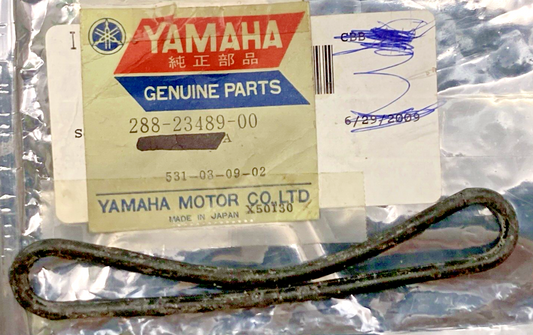 I
YAMAHA
純正部品
GENUINE PARTS
288-23489-00
A
S
531-03-09-02
YAMAHA MOTOR CO.,LTD
MADE IN JAPAN X50130
CBB
6/29/2009